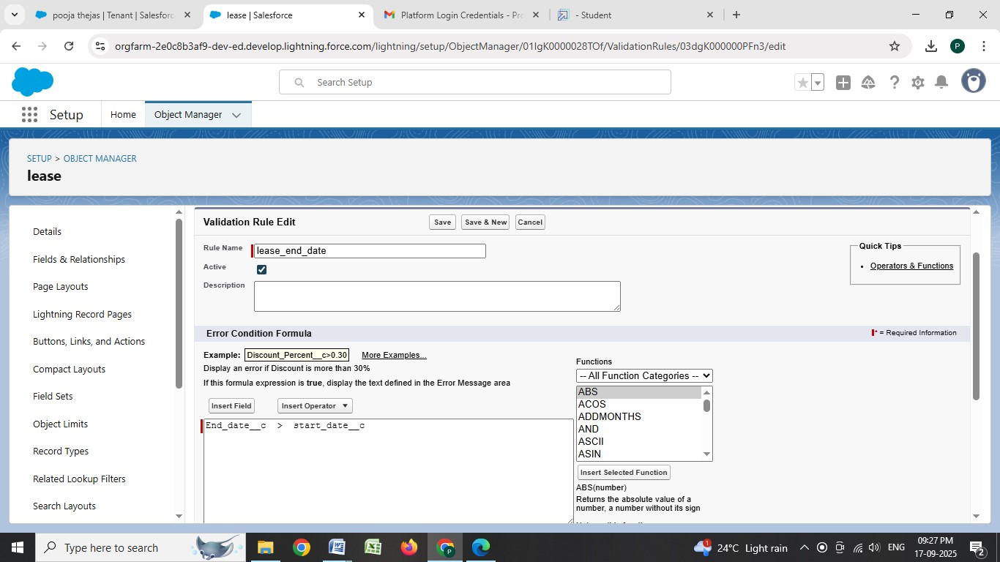 pooja thejas | Tenant | Salesforc
lease | Salesforce
Platform Login Credentials - Pr
- Student
orgfarm-2e0c8b3af9-dev-ed.develop.lightning.force.com/lightning/setup/ObjectManager/01IgK0000028TOf/ValidationRules/03dgK000000PFn3/edit
P
Search Setup
Setup
Home
Object Manager
SETUP > OBJECT MANAGER
lease
Details
Fields & Relationships
Page Layouts
Lightning Record Pages
Buttons, Links, and Actions
Compact Layouts
Field Sets
Object Limits
Record Types
Related Lookup Filters
Search Layouts
Validation Rule Edit
Save
Save & New
Cancel
Rule Name
lease_end_date
Active
Description
Quick Tips
• Operators & Functions
Error Condition Formula
* = Required Information
Example: Discount_Percent__c>0.30 More Examples...
Display an error if Discount is more than 30%
If this formula expression is true, display the text defined in the Error Message area
Insert Field
Insert Operator
End_date__c > start_date__c
Functions
-- All Function Categories --
ABS
ACOS
ADDMONTHS
AND
ASCII
ASIN
Insert Selected Function
ABS(number)
Returns the absolute value of a
number, a number without its sign
Type here to search
1
24°C Light rain
ENG
09:27 PM
17-09-2025
2